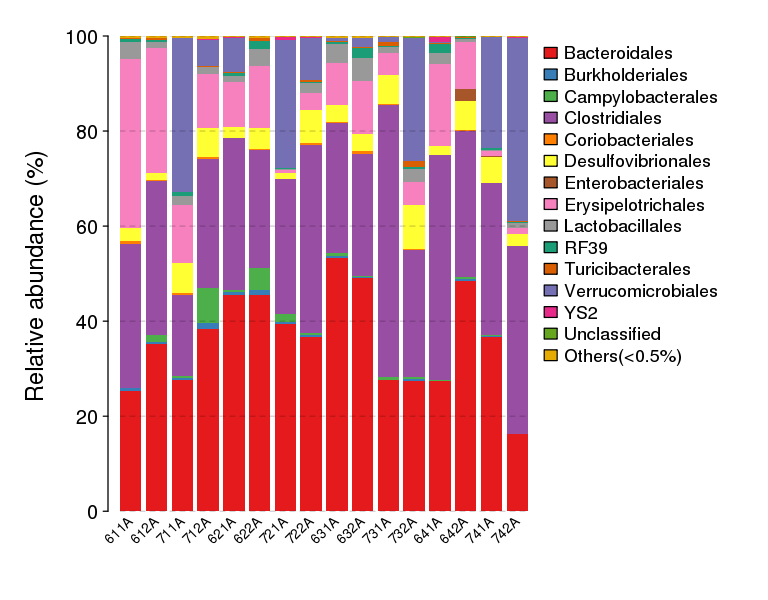 Relative abundance (%)
100
80
60
40
20
0
611A 612A 711A 712A 621A 622A 721A 722A 631A 632A 731A 732A 641A 642A 741A 742A
Bacteroidales
Burkholderiales
Campylobacterales
Clostridiales
Coriobacteriales
Desulfovibrionales
Enterobacteriales
Erysipelotrichales
Lactobacillales
RF39
Turicibacterales
Verrucomicrobiales
YS2
Unclassified
Others(<0.5%)